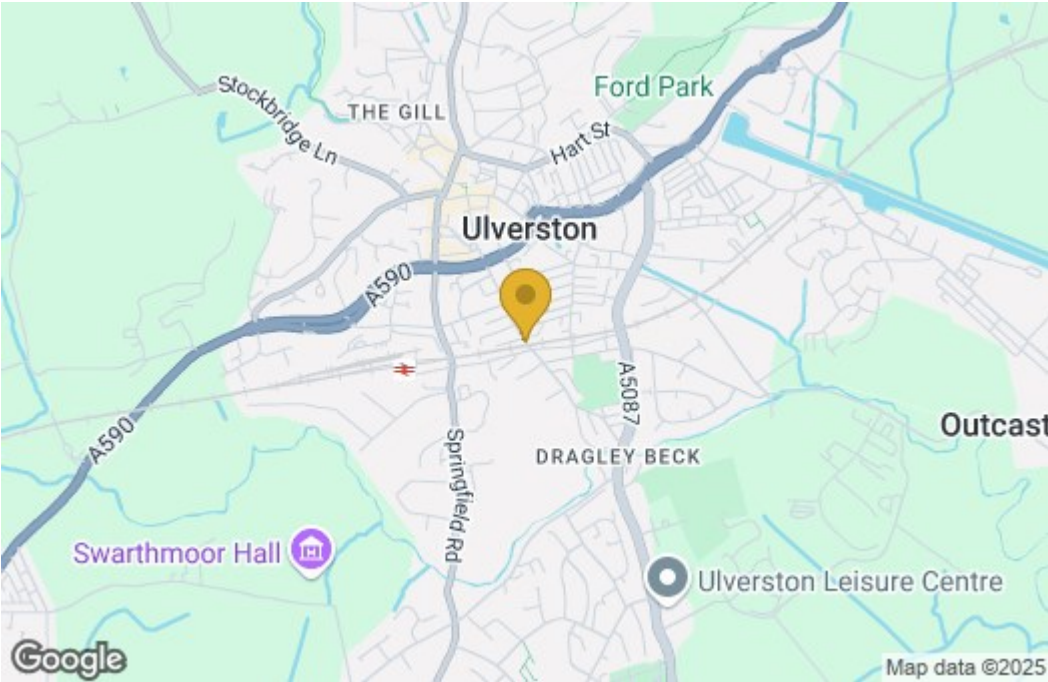 Ford Park
Stockbridge Ln
THE GILL
Hart St
Ulverston
A590
A5087
Outcast
A590
Springfield Rd
DRAGLEY BECK
Swarthmoor Hall
Ulverston Leisure Centre
Google
Map data ©2025